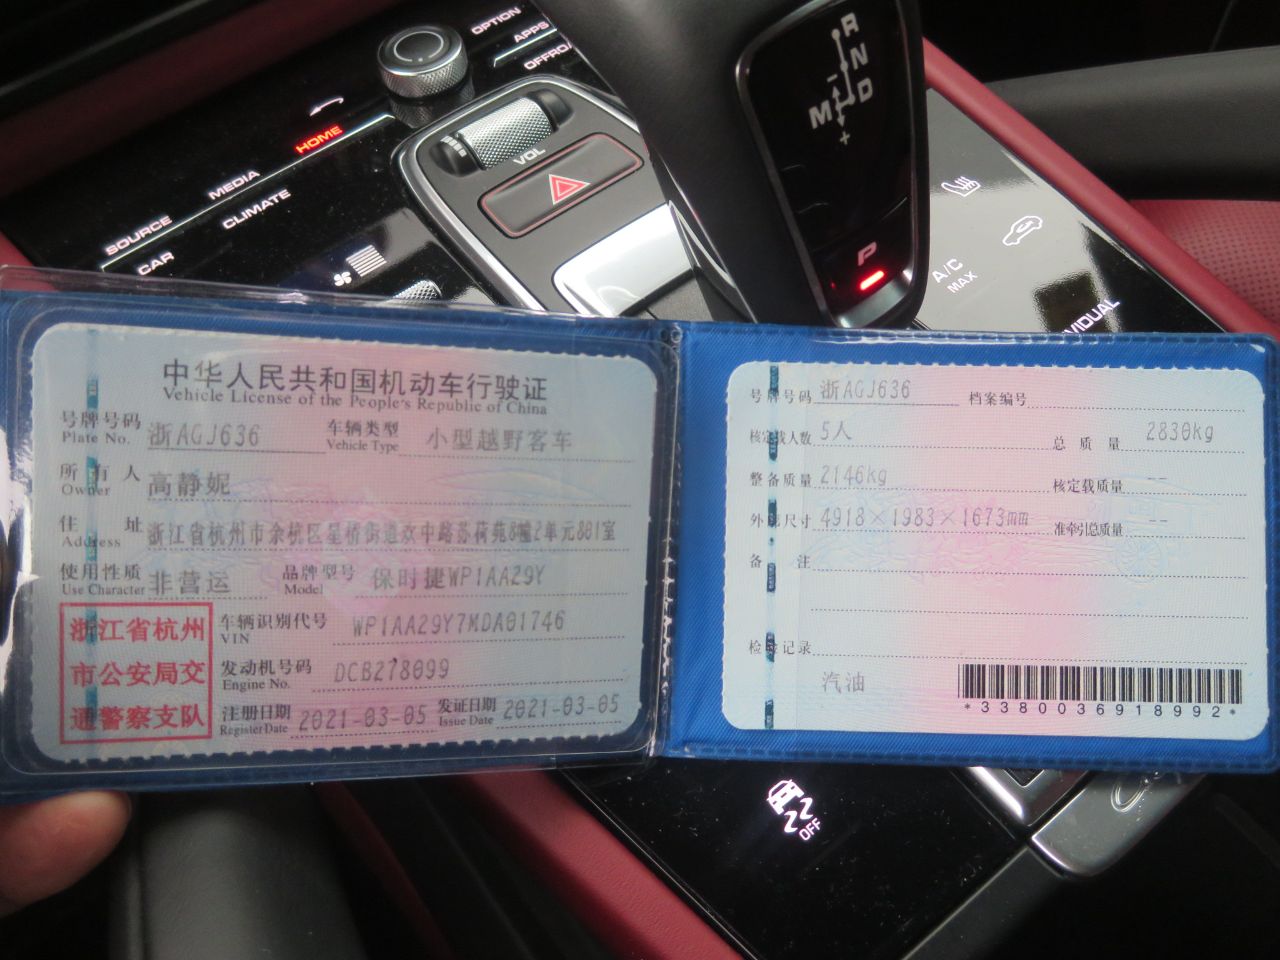 OPTION
APPS
OFFROA
HOME
VOL
MEDIA
SOURCE
CLIMATE
CAR
R
N
D
M
+
P
A/C
MAX
VIDUAL
中华人民共和国机动车行驶证
Vehicle License of the People's Republic of China
号牌号码 浙AGJ636 车辆类型 小型越野客车
Plate No. Vehicle Type
所有人 高静妮
Owner
住址 浙江省杭州市余杭区星桥街道欢中路苏荷苑8幢2单元801室
Address
使用性质 非营运 品牌型号 保时捷WP1AA29Y
Use Character Model
浙江省杭州
市公安局交
通警察支队
车辆识别代号 WP1AA29Y7MDA01746
VIN
发动机号码 DCB278099
Engine No.
注册日期 2021-03-05 发证日期 2021-03-05
Register Date Issue Date
号牌号码 浙AGJ636 档案编号
核定载人数 5人 总质量 2830kg
整备质量 2146kg 核定载质量 --
外廓尺寸 4918×1983×1673mm 准牵引总质量 --
备注
检验记录
汽油
*3380036918992*
OFF